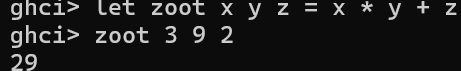 ghci> let zoot x y z = x * y + z
ghci> zoot 3 9 2
29